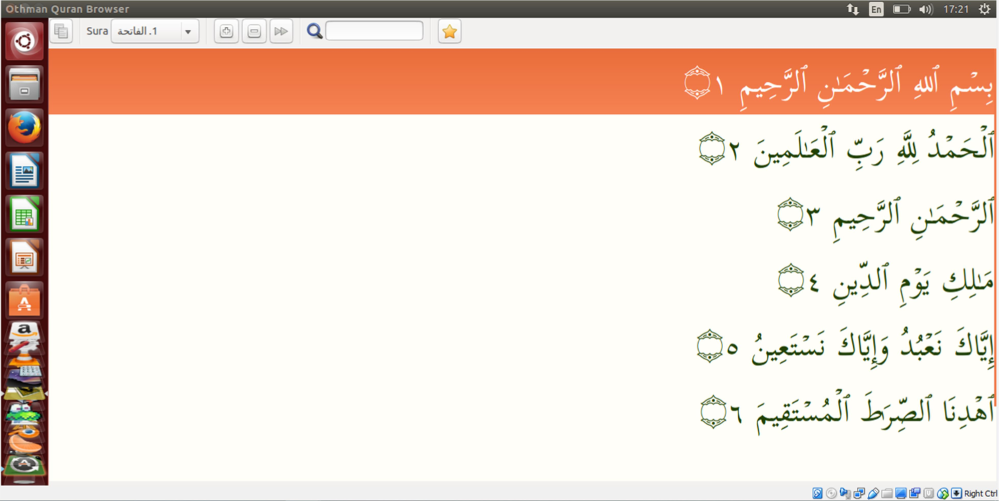 Othman Quran Browser
En 17:21
Sura 1. الفاتحة
بِسْمِ ٱللهِ ٱلرَّحْمَـٰنِ ٱلرَّحِيمِ ١
ٱلْحَمْدُ لِلَّهِ رَبِّ ٱلْعَـٰلَمِينَ ٢
ٱلرَّحْمَـٰنِ ٱلرَّحِيمِ ٣
مَـٰلِكِ يَوْمِ ٱلدِّينِ ٤
إِيَّاكَ نَعْبُدُ وَإِيَّاكَ نَسْتَعِينُ ٥
ٱهْدِنَا ٱلصِّرَٰطَ ٱلْمُسْتَقِيمَ ٦
Right Ctrl